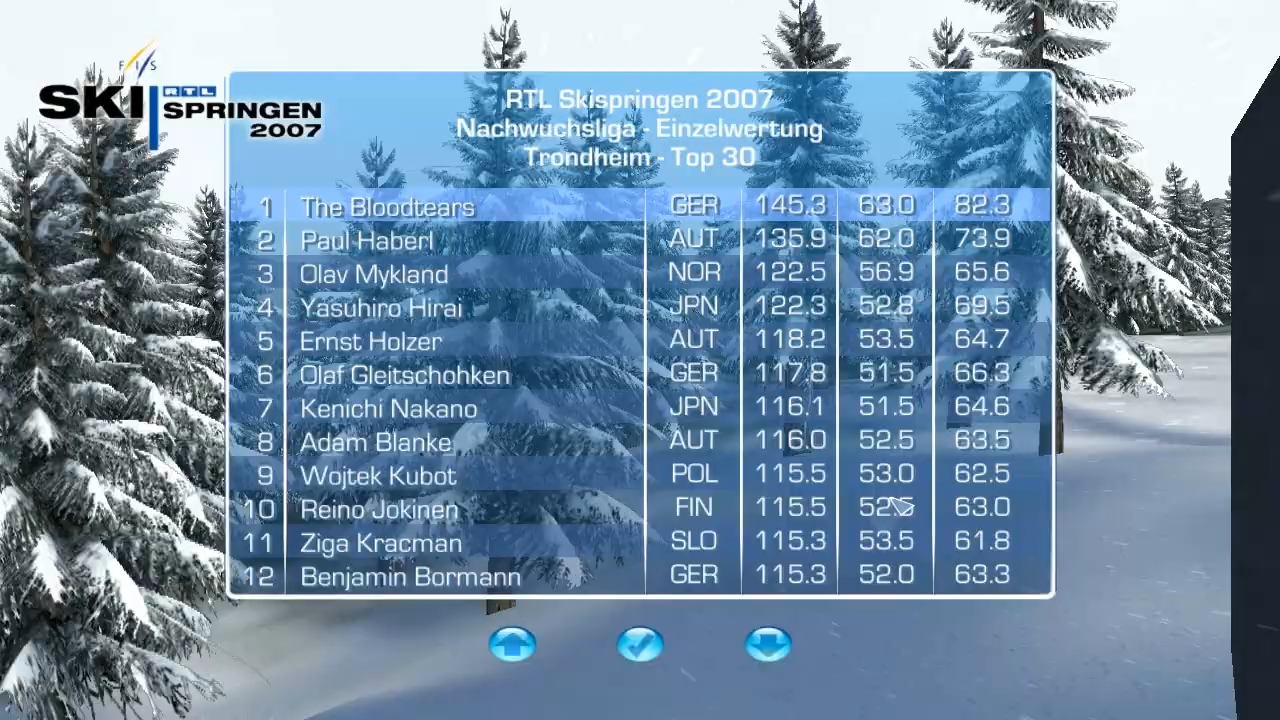 FIS
SKI RTL SPRINGEN 2007
RTL Skispringen 2007
Nachwuchsliga - Einzelwertung
Trondheim - Top 30
1 The Bloodtears GER 145.3 63.0 82.3
2 Paul Haberl AUT 135.9 62.0 73.9
3 Olav Mykland NOR 122.5 56.9 65.6
4 Yasuhiro Hirai JPN 122.3 52.8 69.5
5 Ernst Holzer AUT 118.2 53.5 64.7
6 Olaf Gleitschohken GER 117.8 51.5 66.3
7 Kenichi Nakano JPN 116.1 51.5 64.6
8 Adam Blanke AUT 116.0 52.5 63.5
9 Wojtek Kubot POL 115.5 53.0 62.5
10 Reino Jokinen FIN 115.5 63.0
11 Ziga Kracman SLO 115.3 53.5 61.8
12 Benjamin Bormann GER 115.3 52.0 63.3